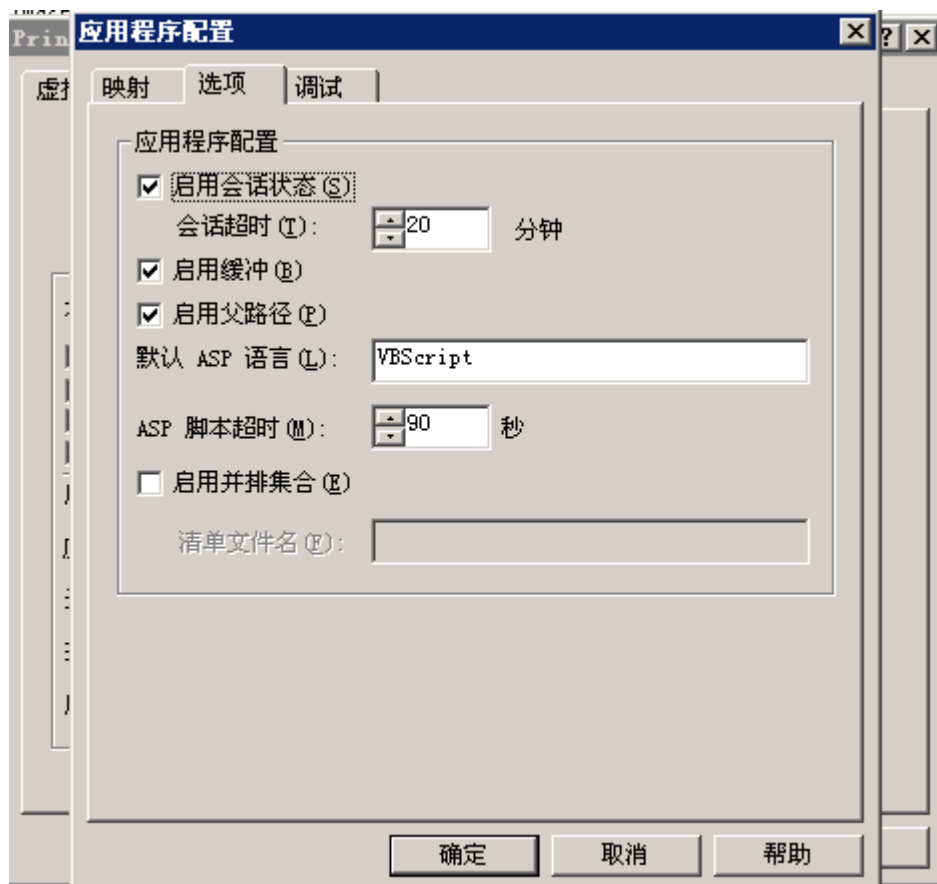 Prin
应用程序配置
虚拟
映射 选项 调试
应用程序配置
启用会话状态(S)
会话超时(T): 20 分钟
启用缓冲(B)
启用父路径(P)
默认 ASP 语言(L): VBScript
ASP 脚本超时(M): 90 秒
启用并排集合(E)
清单文件名(F):
确定 取消 帮助